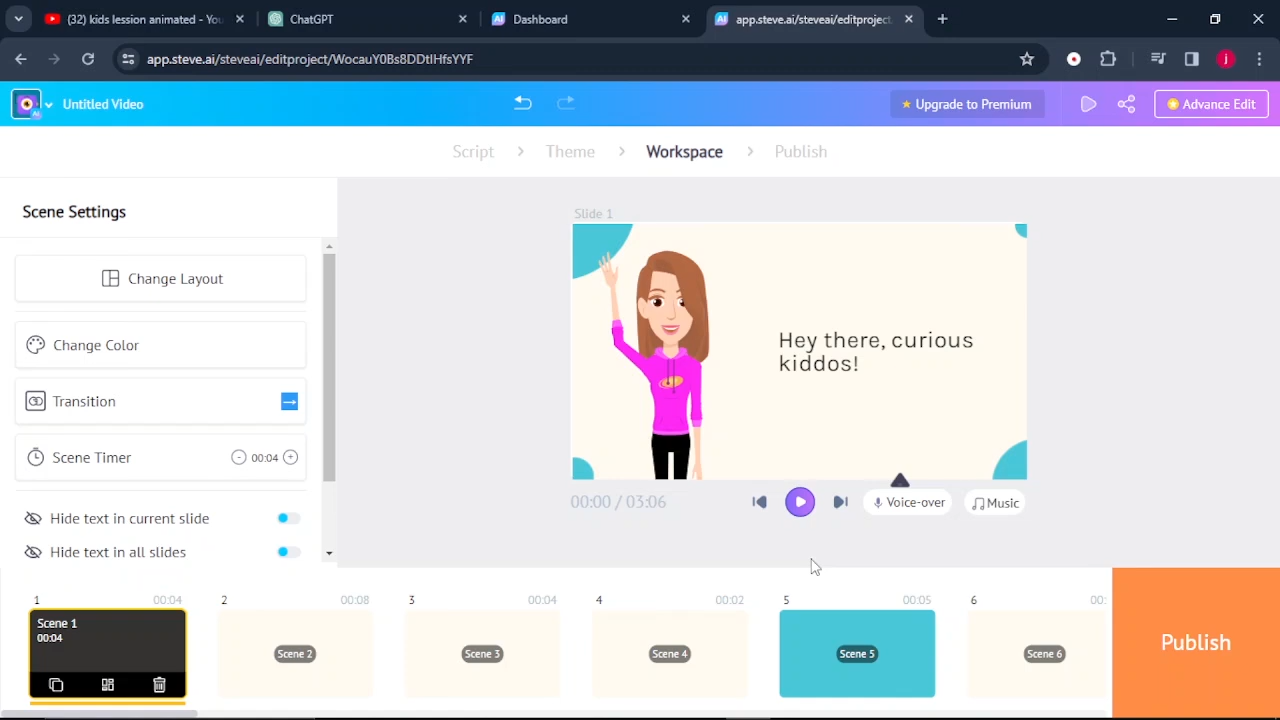 (32) kids lession animated - You
ChatGPT
Dashboard
app.steve.ai/steveai/editproject
app.steve.ai/steveai/editproject/WocauY0Bs8DDtIHfsYYF
j
AI
Untitled Video
Upgrade to Premium
Advance Edit
Script
Theme
Workspace
Publish
Scene Settings
Change Layout
Change Color
Transition
Scene Timer
00:04
Hide text in current slide
Hide text in all slides
Slide 1
Hey there, curious
kiddos!
00:00 / 03:06
Voice-over
Music
1 00:04
2 00:08
3 00:04
4 00:02
5 00:05
6 00:
Scene 1
00:04
Scene 2
Scene 3
Scene 4
Scene 5
Scene 6
Publish